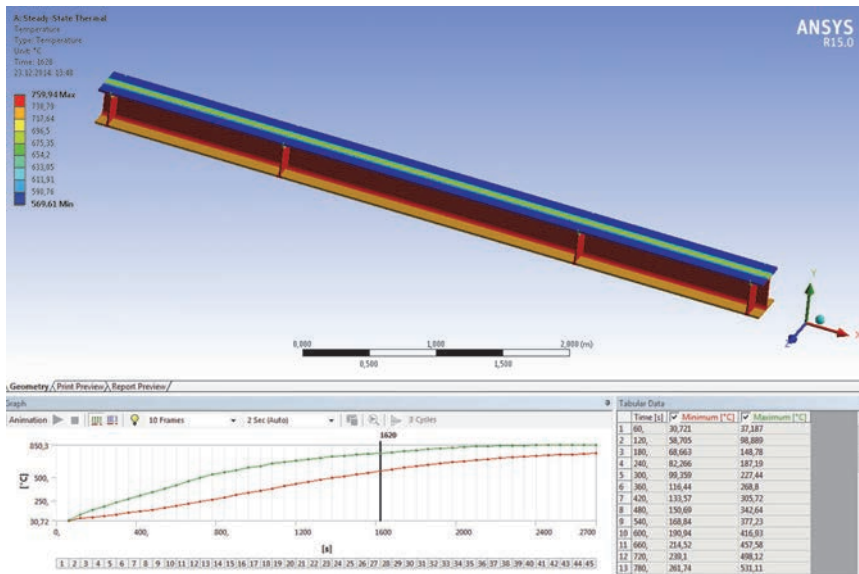 A: Steady-State Thermal
Temperature
Type: Temperature
Unit: °C
Time: 1620
23.12.2014 15:48
759,94 Max
738,79
717,64
696,5
675,35
654,2
633,05
611,91
590,76
569,61 Min
ANSYS
R15.0
Y
X
Z
0,000
1,000
2,000 (m)
0,500
1,500
Geometry Print Preview Report Preview
Graph
Animation 10 Frames 2 Sec (Auto) 3 Cycles
1620
850,3
500,
250,
30,72
[°C]
0, 400, 800, 1200 1600 2000 2400 2700
[s]
1 2 3 4 5 6 7 8 9 10 11 12 13 14 15 16 17 18 19 20 21 22 23 24 25 26 27 28 29 30 31 32 33 34 35 36 37 38 39 40 41 42 43 44 45
Tabular Data
Time [s] Minimum [°C] Maximum [°C]
1 60, 30,721 37,187
2 120, 58,705 98,889
3 180, 68,663 148,78
4 240, 82,266 187,19
5 300, 99,359 227,44
6 360, 116,44 268,8
7 420, 133,57 305,72
8 480, 150,69 342,64
9 540, 168,84 377,23
10 600, 190,94 416,93
11 660, 214,52 457,58
12 720, 239,1 498,12
13 780, 261,74 531,11